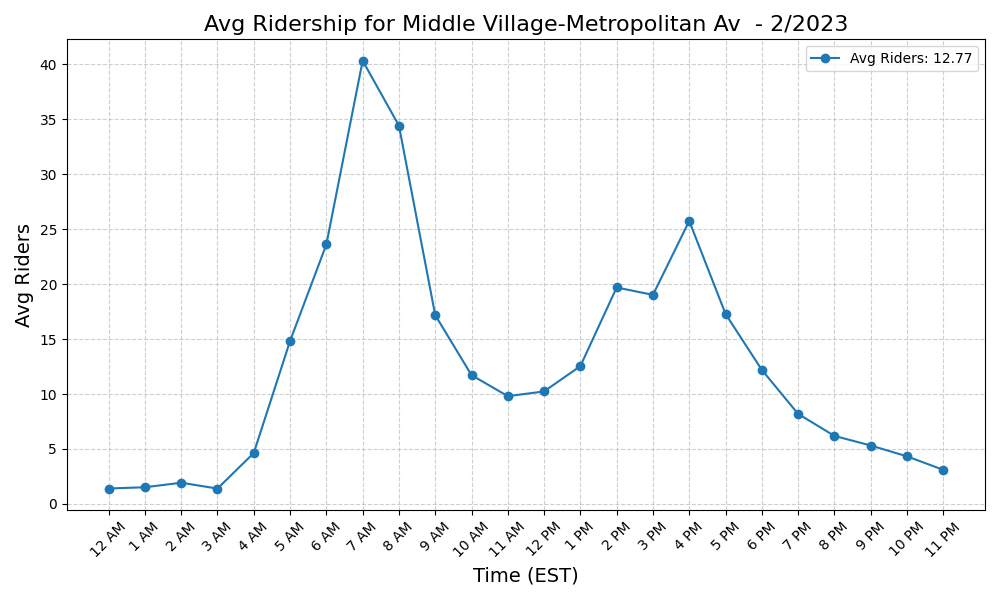 Avg Ridership for Middle Village-Metropolitan Av  - 2/2023
Avg Riders: 12.77
Avg Riders
40
35
30
25
20
15
10
5
0
12 AM
1 AM
2 AM
3 AM
4 AM
5 AM
6 AM
7 AM
8 AM
9 AM
10 AM
11 AM
12 PM
1 PM
2 PM
3 PM
4 PM
5 PM
6 PM
7 PM
8 PM
9 PM
10 PM
11 PM
Time (EST)